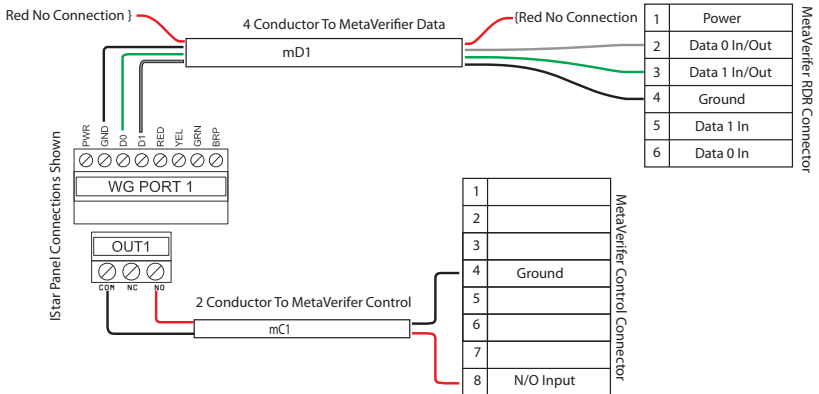 Red No Connection }
4 Conductor To MetaVerifier Data
{Red No Connection
mD1
1 Power
2 Data 0 In/Out
3 Data 1 In/Out
4 Ground
5 Data 1 In
6 Data 0 In
MetaVerifer RDR Connector
IStar Panel Connections Shown
PWR GND D0 D1 RED YEL GRN BRP
WG PORT 1
OUT1
COM NC NO
2 Conductor To MetaVerifer Control
mC1
1
2
3
4 Ground
5
6
7
8 N/O Input
MetaVerifer Control Connector